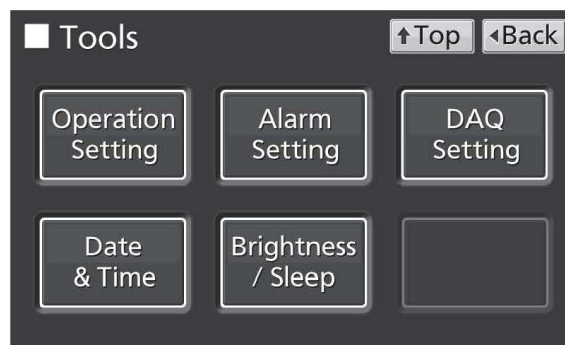 Tools
↑Top ◂Back
Operation
Setting
Alarm
Setting
DAQ
Setting
Date
& Time
Brightness
/ Sleep